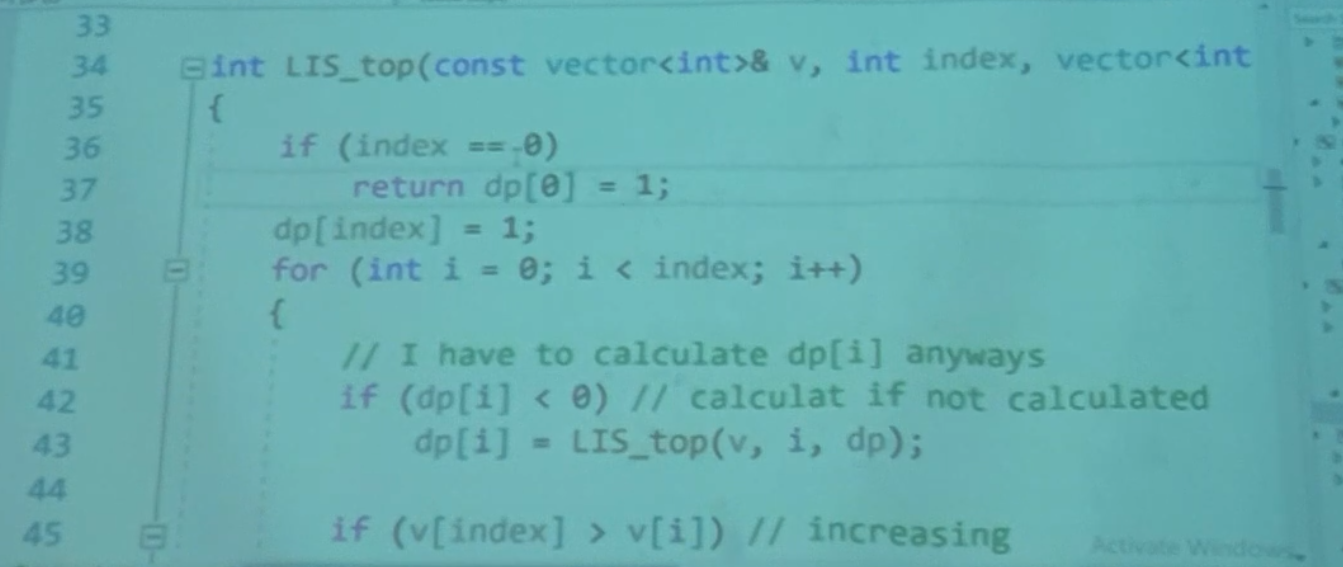 33
34 int LIS_top(const vector<int>& v, int index, vector<int
35 {
36 if (index == 0)
37 return dp[0] = 1;
38 dp[index] = 1;
39 for (int i = 0; i < index; i++)
40 {
41 // I have to calculate dp[i] anyways
42 if (dp[i] < 0) // calculat if not calculated
43 dp[i] = LIS_top(v, i, dp);
44
45 if (v[index] > v[i]) // increasing
Activate Windows